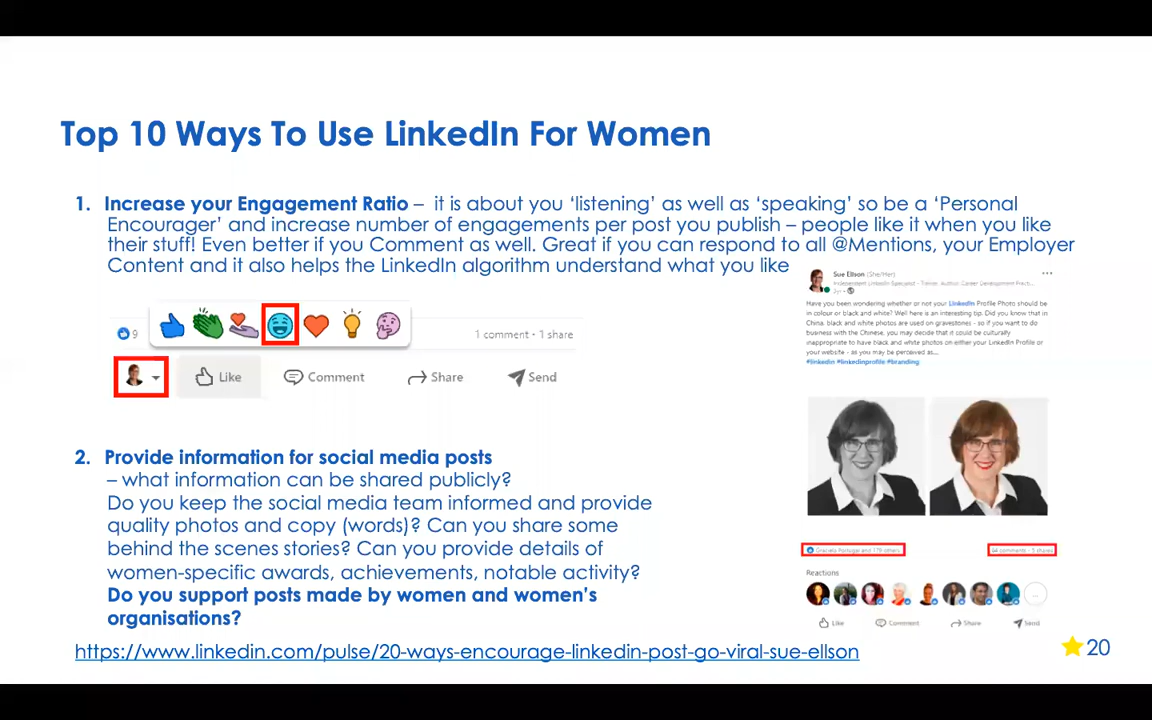 Top 10 Ways To Use LinkedIn For Women
1. Increase your Engagement Ratio – it is about you ‘listening’ as well as ‘speaking’ so be a ‘Personal
Encourager’ and increase number of engagements per post you publish – people like it when you like
their stuff! Even better if you Comment as well. Great if you can respond to all @Mentions, your Employer
Content and it also helps the LinkedIn algorithm understand what you like
9
1 comment • 1 share
Like Comment Share Send
Sue Ellson (She/Her)
Independent LinkedIn Specialist - Trainer, Author, Career Development Practi...
Have you been wondering whether or not your LinkedIn Profile Photo should be
in colour or black and white? Well here is an interesting tip. Did you know that in
China, black and white photos are used on gravestones - so if you want to do
business with the Chinese, you may decide that it could be culturally
inappropriate to have black and white photos on either your LinkedIn Profile or
your website - as you may be perceived as...
#linkedin #linkedinprofile #branding
Graciela Portugal and 179 others
comments • 5 shares
Reactions
Like Comment Share Send
2. Provide information for social media posts
– what information can be shared publicly?
Do you keep the social media team informed and provide
quality photos and copy (words)? Can you share some
behind the scenes stories? Can you provide details of
women-specific awards, achievements, notable activity?
Do you support posts made by women and women’s
organisations?
https://www.linkedin.com/pulse/20-ways-encourage-linkedin-post-go-viral-sue-ellson
20